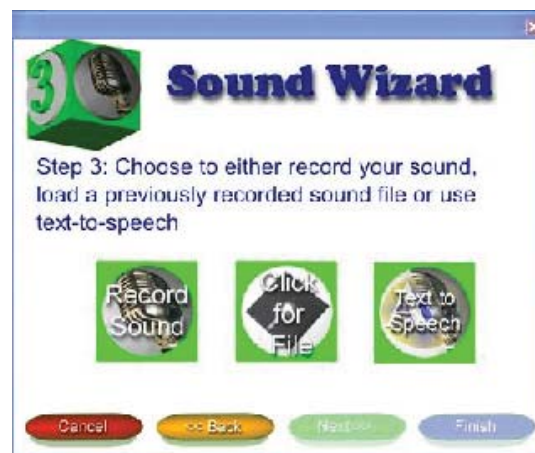 3
Sound Wizard
Step 3: Choose to either record your sound,
load a previously recorded sound file or use
text-to-speech
Record
Sound
Click
for
File
Text to
Speech
Cancel
<< Back
Next >>
Finish